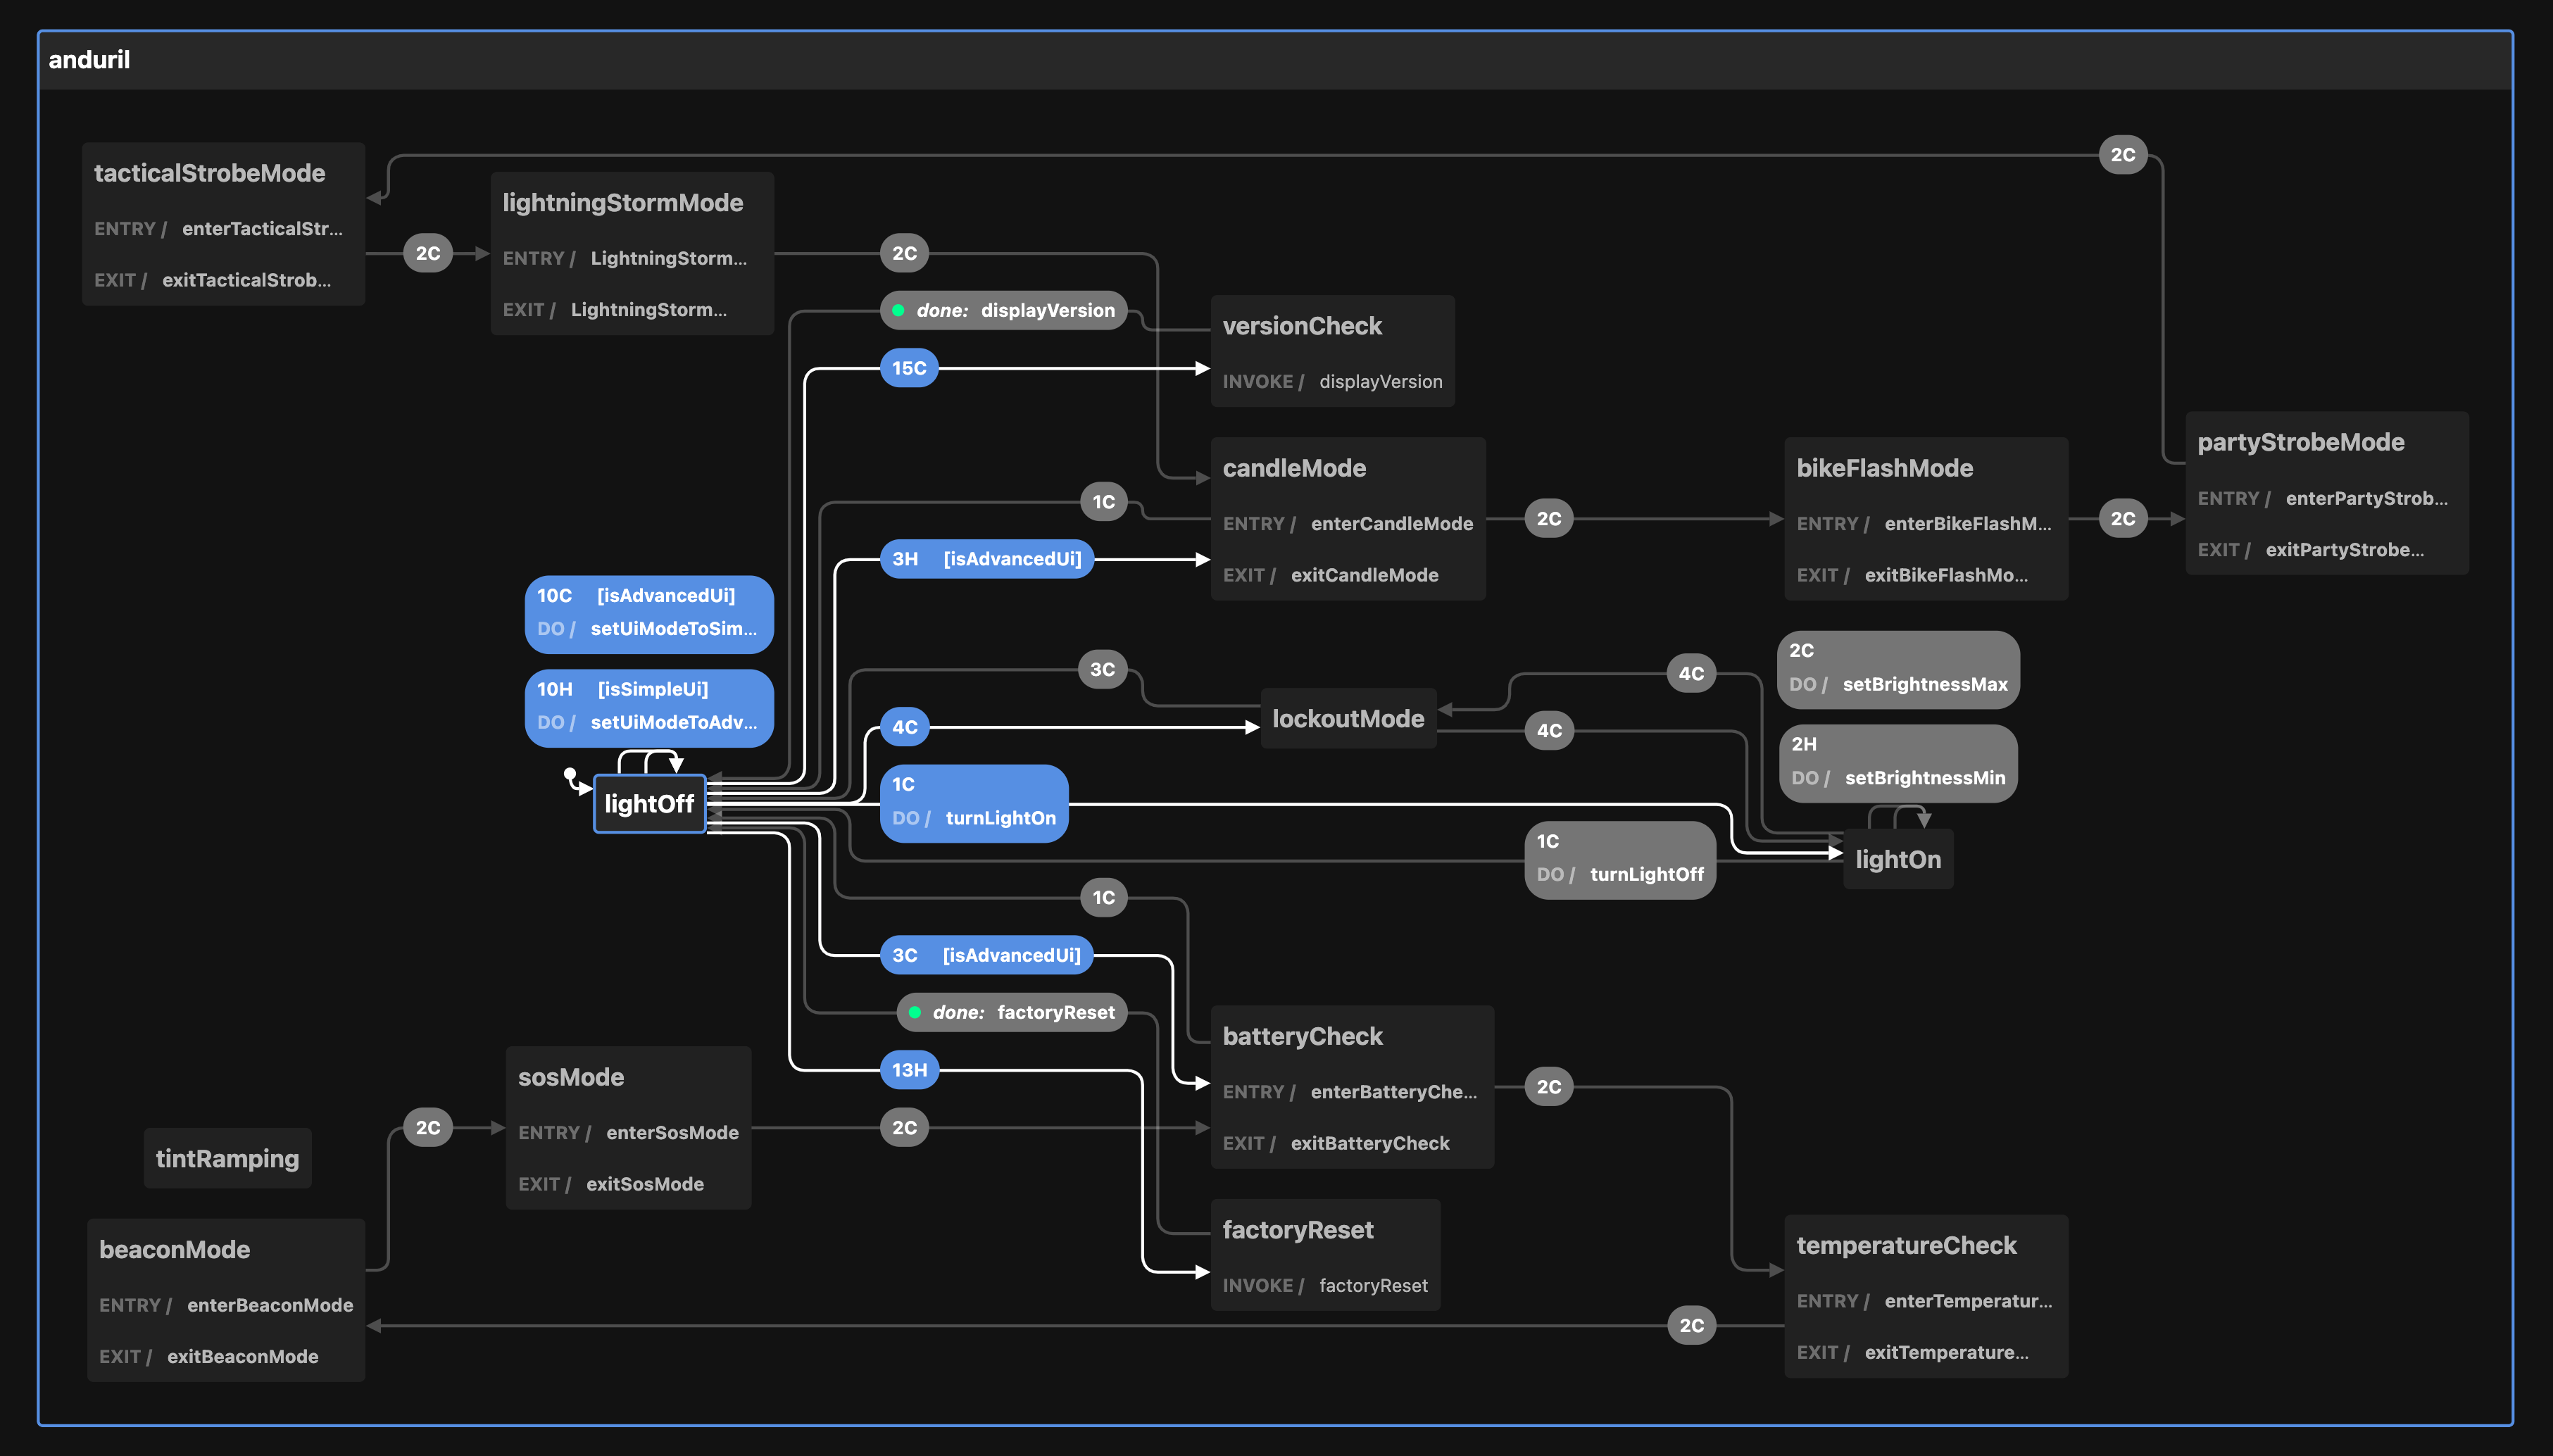 anduril
tacticalStrobeMode
ENTRY / enterTacticalStr...
EXIT / exitTacticalStrob...
2C
lightningStormMode
ENTRY / LightningStorm...
EXIT / LightningStorm...
2C
2C
done: displayVersion
15C
versionCheck
INVOKE / displayVersion
candleMode
ENTRY / enterCandleMode
EXIT / exitCandleMode
1C
3H [isAdvancedUi]
2C
bikeFlashMode
ENTRY / enterBikeFlashM...
EXIT / exitBikeFlashMo...
2C
partyStrobeMode
ENTRY / enterPartyStrob...
EXIT / exitPartyStrobe...
10C [isAdvancedUi]
DO / setUiModeToSim...
10H [isSimpleUi]
DO / setUiModeToAdv...
lightOff
3C
4C
lockoutMode
4C
4C
2C
DO / setBrightnessMax
2H
DO / setBrightnessMin
1C
DO / turnLightOn
1C
DO / turnLightOff
lightOn
1C
3C [isAdvancedUi]
done: factoryReset
13H
batteryCheck
ENTRY / enterBatteryChe...
EXIT / exitBatteryCheck
2C
sosMode
ENTRY / enterSosMode
EXIT / exitSosMode
2C
2C
tintRamping
factoryReset
INVOKE / factoryReset
beaconMode
ENTRY / enterBeaconMode
EXIT / exitBeaconMode
temperatureCheck
ENTRY / enterTemperatur...
EXIT / exitTemperature...
2C